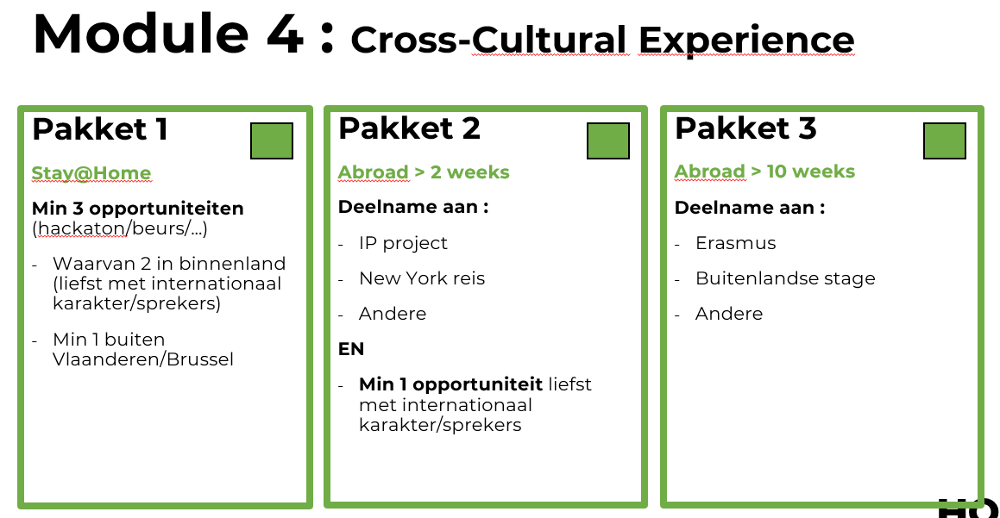 Module 4 : Cross-Cultural Experience
Pakket 1
Stay@Home
Min 3 opportuniteiten
(hackaton/beurs/...)
- Waarvan 2 in binnenland
(liefst met internationaal
karakter/sprekers)
- Min 1 buiten
Vlaanderen/Brussel
Pakket 2
Abroad > 2 weeks
Deelname aan :
- IP project
- New York reis
- Andere
EN
- Min 1 opportuniteit liefst
met internationaal
karakter/sprekers
Pakket 3
Abroad > 10 weeks
Deelname aan :
- Erasmus
- Buitenlandse stage
- Andere